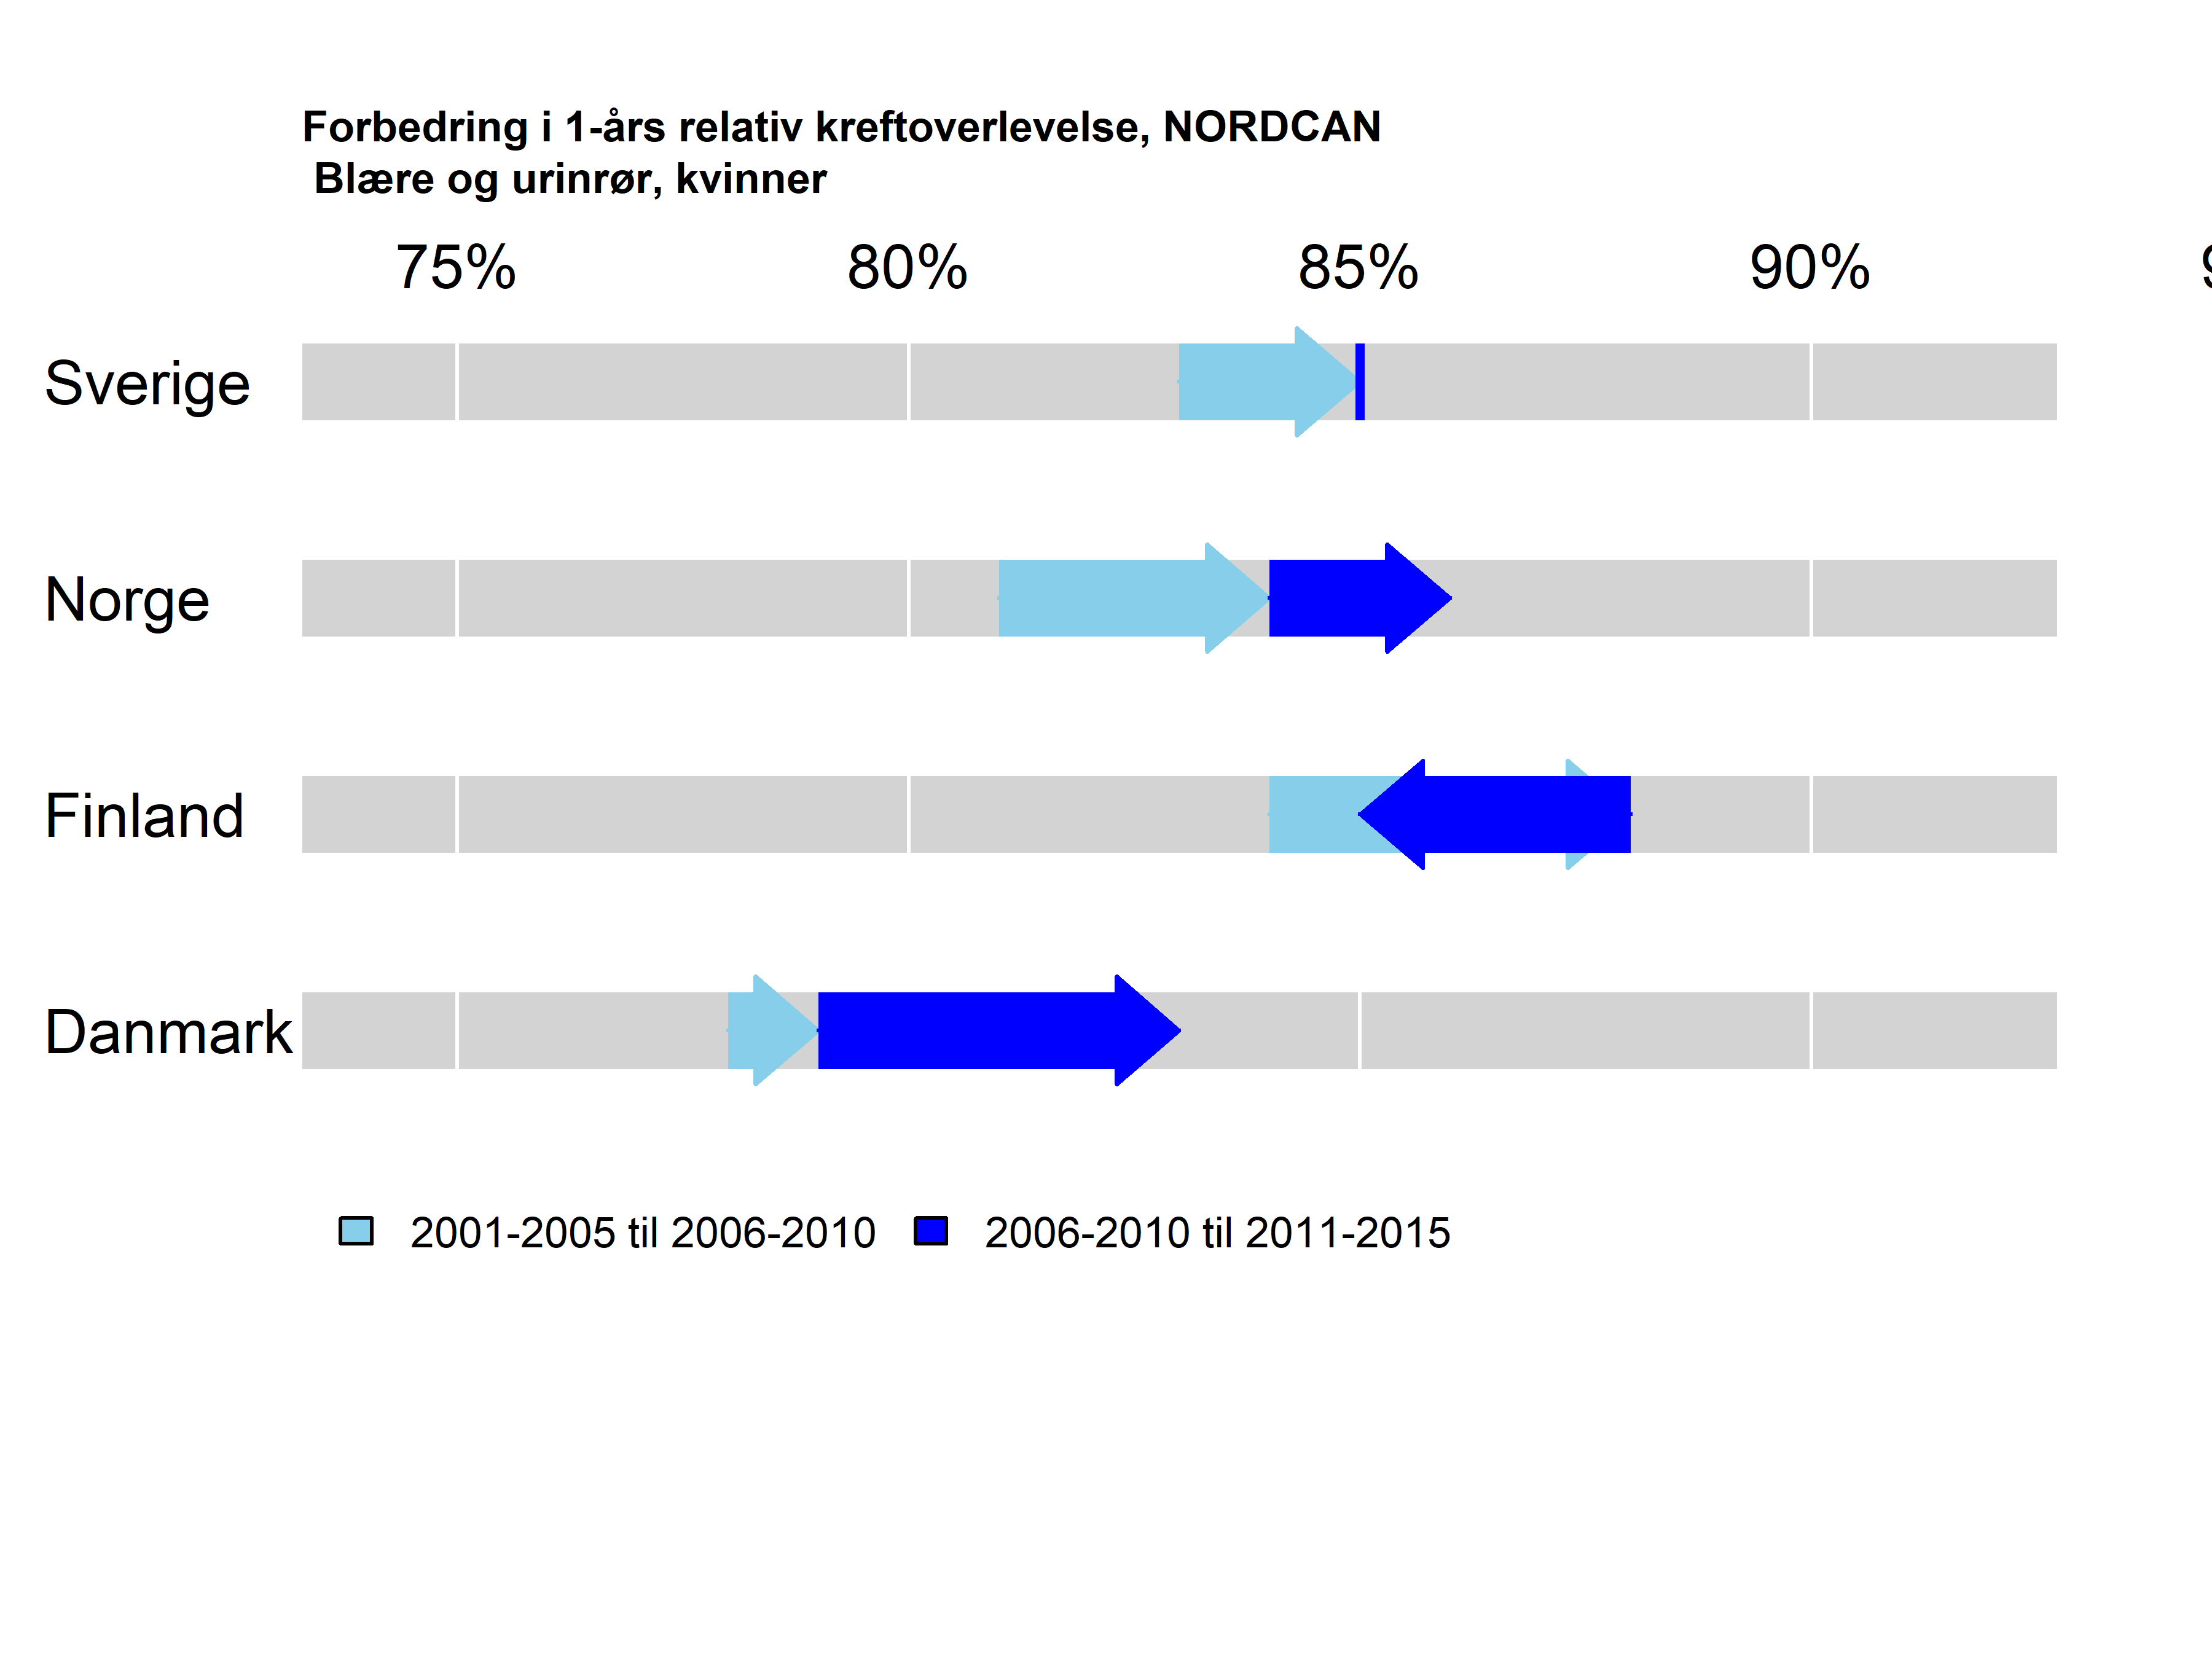 Forbedring i 1-års relativ kreftoverlevelse, NORDCAN
Blære og urinrør, kvinner
75% 80% 85% 90%
Sverige
Norge
Finland
Danmark
2001-2005 til 2006-2010 2006-2010 til 2011-2015